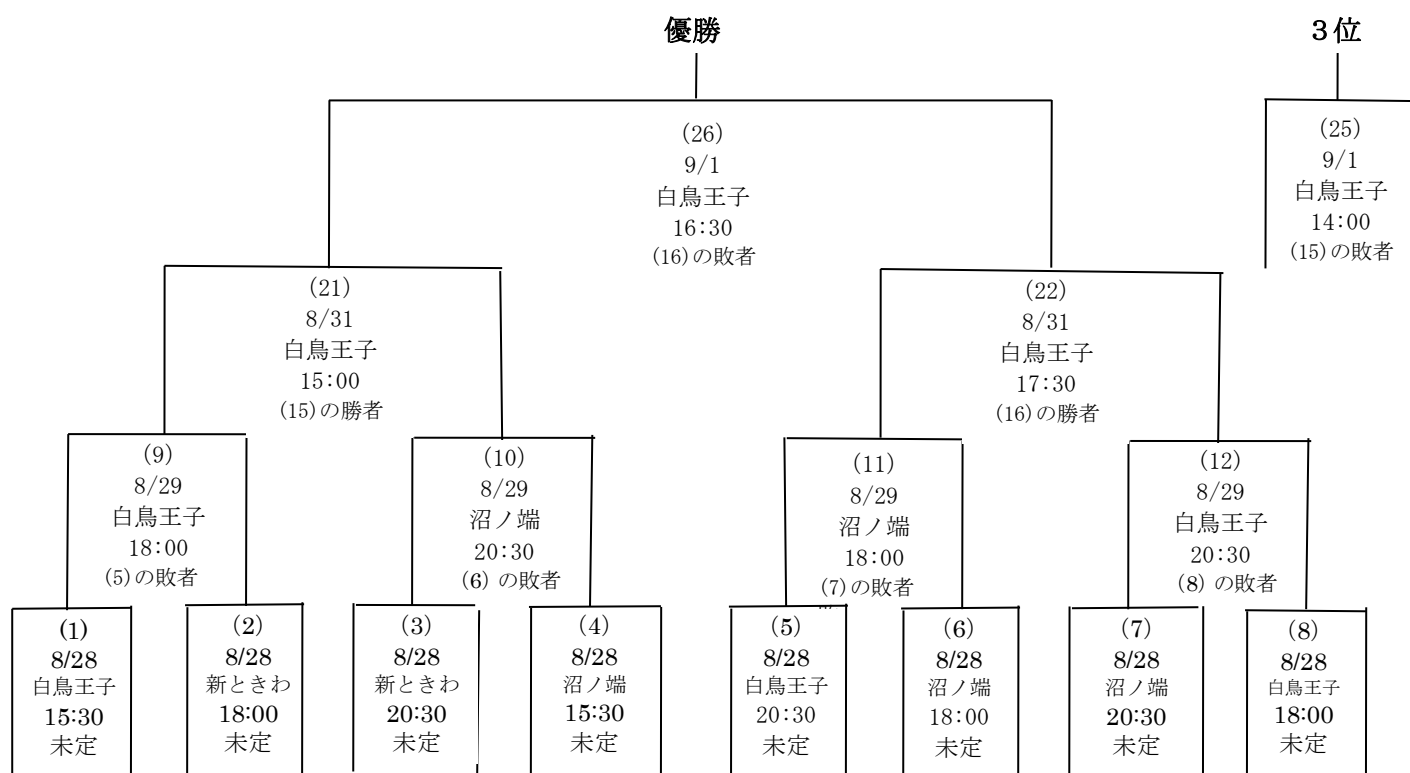 優勝
3位
(26)
9/1
白鳥王子
16:30
(16)の敗者
(25)
9/1
白鳥王子
14:00
(15)の敗者
(21)
8/31
白鳥王子
15:00
(15)の勝者
(22)
8/31
白鳥王子
17:30
(16)の勝者
(9)
8/29
白鳥王子
18:00
(5)の敗者
(10)
8/29
沼ノ端
20:30
(6) の敗者
(11)
8/29
沼ノ端
18:00
(7)の敗者
(12)
8/29
白鳥王子
20:30
(8) の敗者
(1)
8/28
白鳥王子
15:30
未定
(2)
8/28
新ときわ
18:00
未定
(3)
8/28
新ときわ
20:30
未定
(4)
8/28
沼ノ端
15:30
未定
(5)
8/28
白鳥王子
20:30
未定
(6)
8/28
沼ノ端
18:00
未定
(7)
8/28
沼ノ端
20:30
未定
(8)
8/28
白鳥王子
18:00
未定